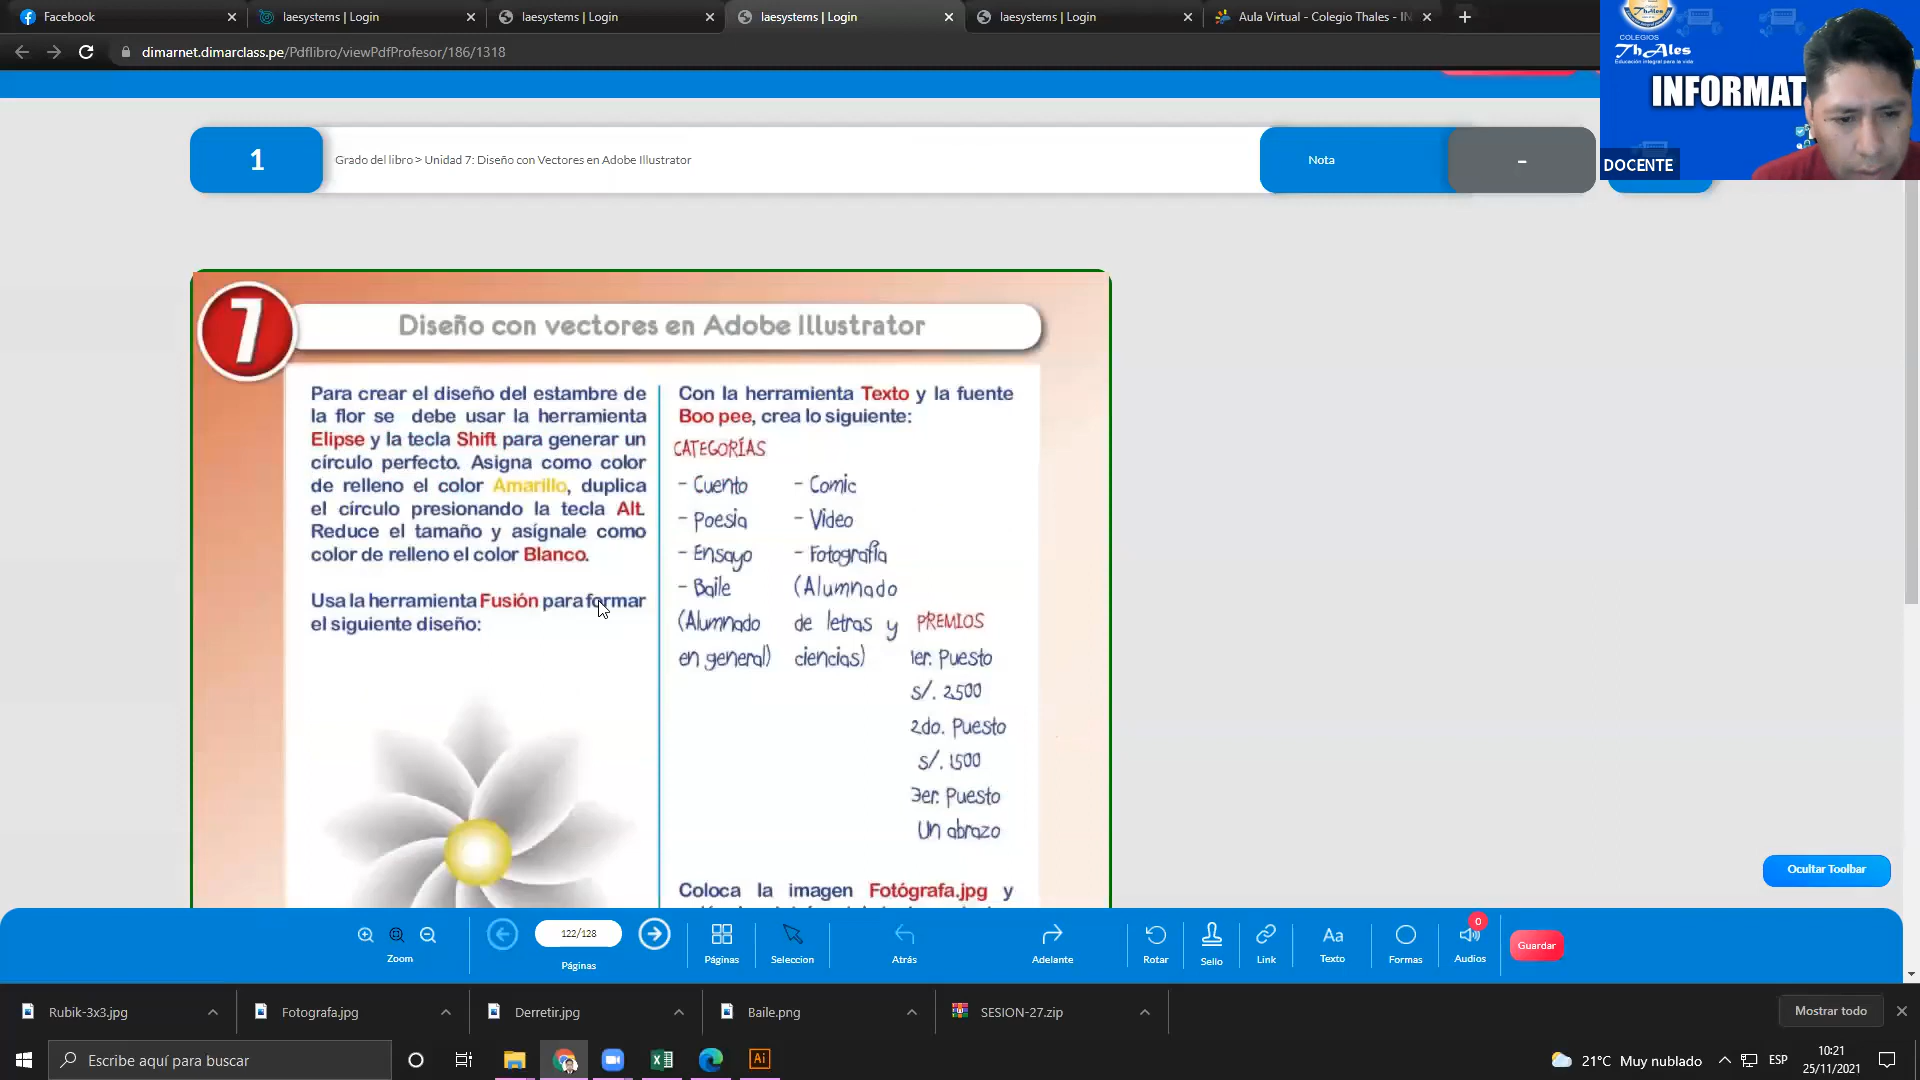 Facebook
laesystems | Login
laesystems | Login
laesystems | Login
laesystems | Login
Aula Virtual - Colegio Thales - IN
dimarnet.dimarclass.pe/Pdflibro/viewPdfProfesor/186/1318
COLEGIOS
ThAles
Educación integral para la vida
INFORMAT
DOCENTE
1
Grado del libro > Unidad 7: Diseño con Vectores en Adobe Illustrator
Nota
-
7
Diseño con vectores en Adobe Illustrator
Para crear el diseño del estambre de
la flor se debe usar la herramienta
Elipse y la tecla Shift para generar un
círculo perfecto. Asigna como color
de relleno el color Amarillo, duplica
el círculo presionando la tecla Alt.
Reduce el tamaño y asígnale como
color de relleno el color Blanco.
Usa la herramienta Fusión para formar
el siguiente diseño:
Con la herramienta Texto y la fuente
Boo pee, crea lo siguiente:
CATEGORÍAS
- Cuento
- Poesia
- Ensayo
- Baile
(Alumnado
en general)
- Comic
- Video
- Fotografía
(Alumnado
de letras y
ciencias)
PREMIOS
1er. Puesto
s/. 2500
2do. Puesto
s/. 1500
3er. Puesto
Un abrazo
Coloca la imagen Fotógrafa.jpg y
Ocultar Toolbar
Zoom
122/128
Páginas
Páginas
Seleccion
Atrás
Adelante
Rotar
Sello
Link
Aa
Texto
Formas
0
Audios
Guardar
Rubik-3x3.jpg
Fotografa.jpg
Derretir.jpg
Baile.png
SESION-27.zip
Mostrar todo
Escribe aquí para buscar
Ai
21°C Muy nublado
ESP
10:21
25/11/2021